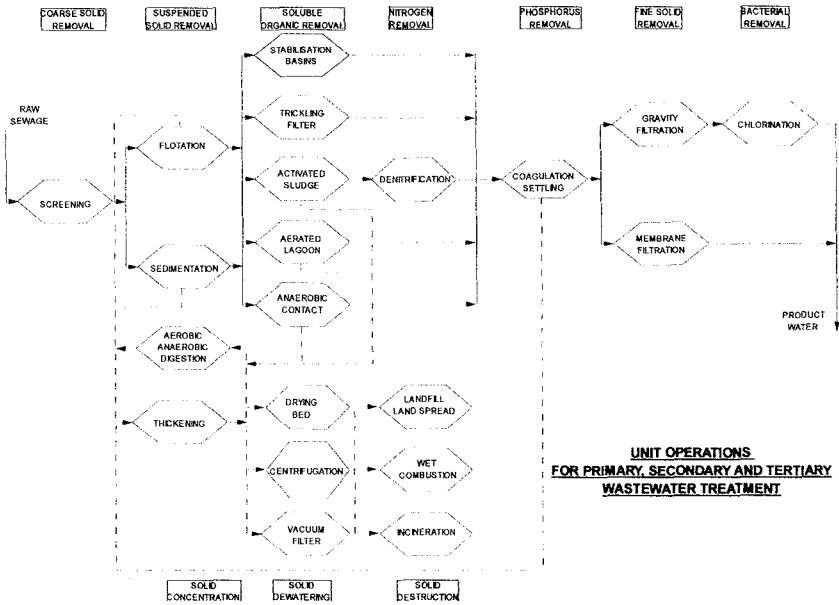 COARSE SOLID
REMOVAL
SUSPENDED
SOLID REMOVAL
SOLUBLE
ORGANIC REMOVAL
NITROGEN
REMOVAL
PHOSPHORUS
REMOVAL
FINE SOLID
REMOVAL
BACTERIAL
REMOVAL
STABILISATION
BASINS
RAW
SEWAGE
TRICKLING
FILTER
GRAVITY
FILTRATION
CHLORINATION
FLOTATION
ACTIVATED
SLUDGE
DENITRIFICATION
COAGULATION
SETTLING
SCREENING
AERATED
LAGOON
MEMBRANE
FILTRATION
SEDIMENTATION
ANAEROBIC
CONTACT
PRODUCT
WATER
AEROBIC
ANAEROBIC
DIGESTION
DRYING
BED
LANDFILL
LAND SPREAD
THICKENING
UNIT OPERATIONS
FOR PRIMARY, SECONDARY AND TERTIARY
WASTEWATER TREATMENT
CENTRIFUGATION
WET
COMBUSTION
VACUUM
FILTER
INCINERATION
SOLID
CONCENTRATION
SOLID
DEWATERING
SOLID
DESTRUCTION